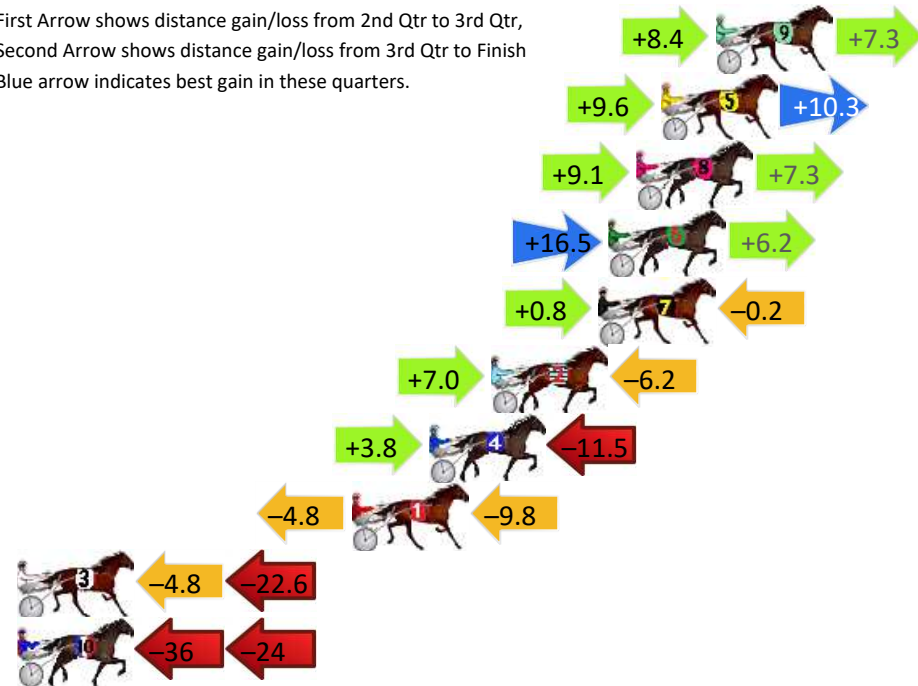 First Arrow shows distance gain/loss from 2nd Qtr to 3rd Qtr,
Second Arrow shows distance gain/loss from 3rd Qtr to Finish
Blue arrow indicates best gain in these quarters.
+8.4 9 +7.3
+9.6 5 +10.3
+9.1 8 +7.3
+16.5 6 +6.2
+0.8 7 –0.2
+7.0 2 –6.2
+3.8 4 –11.5
–4.8 1 –9.8
3 –4.8 –22.6
10 –36 –24